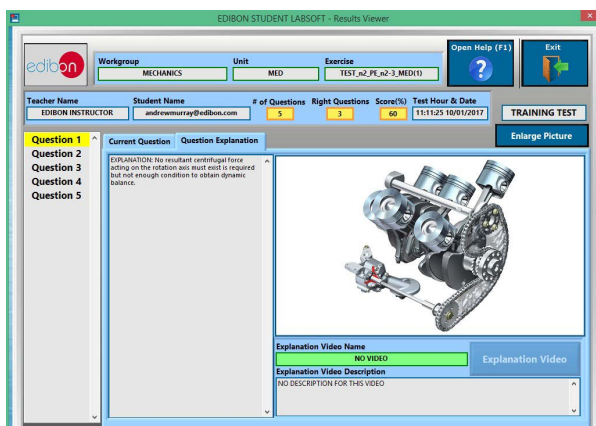 EDIBON STUDENT LABSOFT - Results Viewer
edibon
Workgroup Unit Exercise
MECHANICS MED TEST_n2_PE_n2-3_MED(1)
Open Help (F1) Exit
?
Teacher Name Student Name # of Questions Right Questions Score(%) Test Hour & Date
EDIBON INSTRUCTOR andrewmurray@edibon.com 5 3 60 11:11:25 10/01/2017 TRAINING TEST
Enlarge Picture
Question 1
Question 2
Question 3
Question 4
Question 5
Current Question Question Explanation
EXPLANATION: No resultant centrifugal force
acting on the rotation axis must exist is required
but not enough condition to obtain dynamic
balance.
Explanation Video Name
NO VIDEO
Explanation Video
Explanation Video Description
NO DESCRIPTION FOR THIS VIDEO